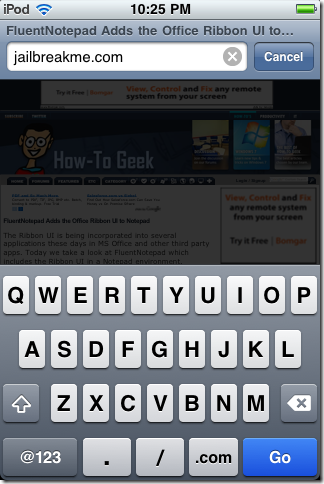 iPod 10:25 PM
FluentNotepad Adds the Office Ribbon UI to...
jailbreakme.com
Cancel
Try it Free Bomgar View, Control and Fix any remote system from your screen
How-To Geek
View, Control and Fix
any remote system
from your screen
Try it Free! Bomgar
FluentNotepad Adds the Office Ribbon UI to Notepad
The Ribbon UI is being incorporated into several
applications these days in MS Office and other third party
apps. Today we take a look at FluentNotepad which
includes the Ribbon UI in a Notepad environment.
Q W E R T Y U I O P
A S D F G H J K L
Z X C V B N M
@123 . / .com Go